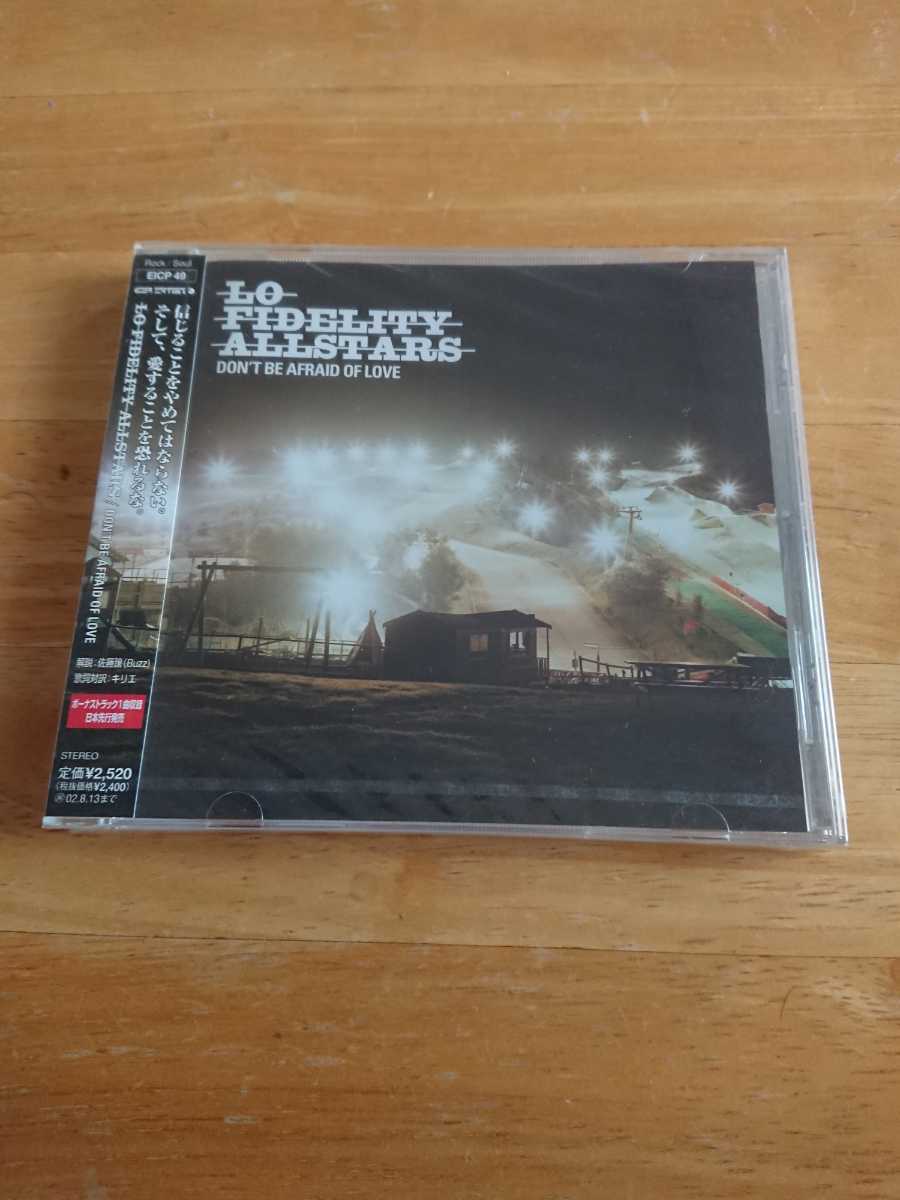 Rock / Soul
EICP 49
信じることをやめてはならない。
そして、愛することを恐れるな。
LO FIDELITY ALLSTARS / DON'T BE AFRAID OF LOVE
解説：佐藤譲(Buzz)
歌詞対訳：キリエ
ボーナストラック1曲収録
日本先行発売
STEREO
定価¥2,520
(税抜価格¥2,400)
02.8.13まで
LO
FIDELITY
ALLSTARS
DON'T BE AFRAID OF LOVE